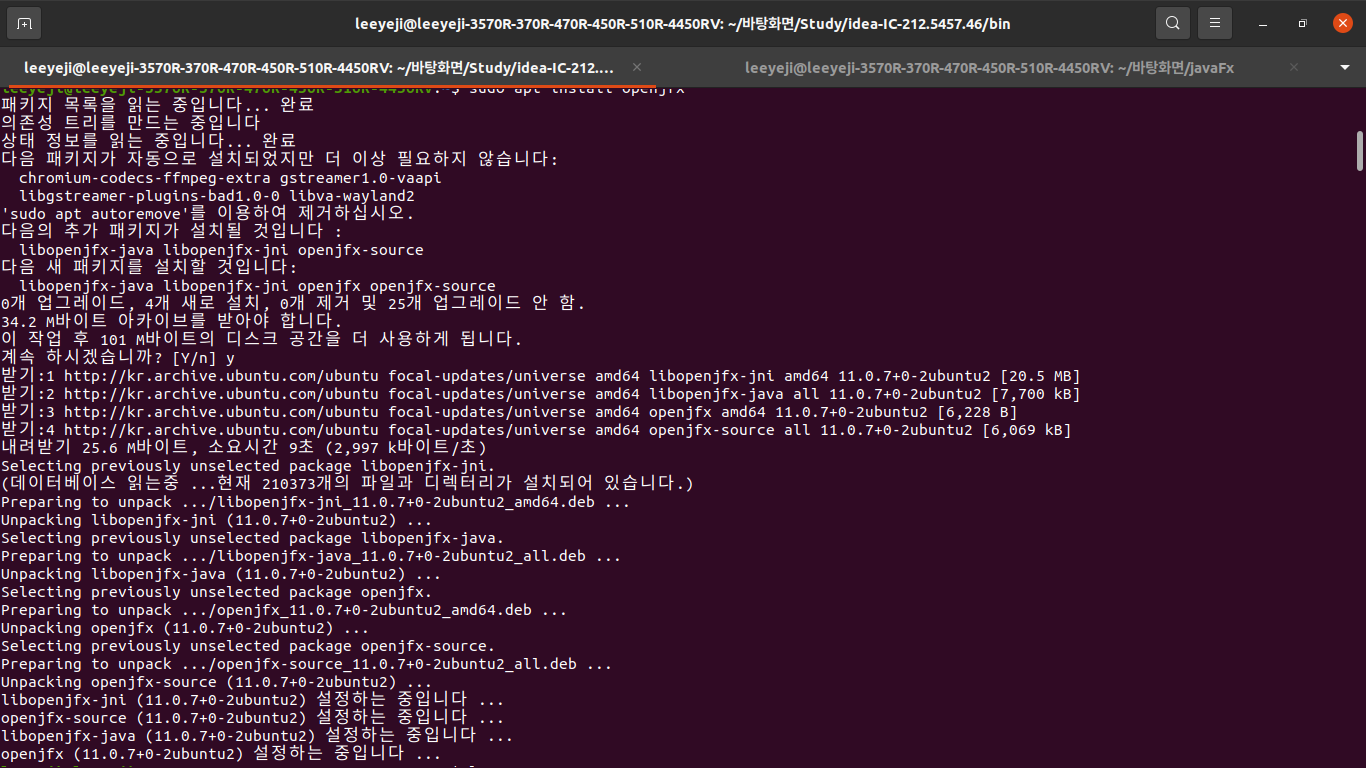 leeyeji@leeyeji-3570R-370R-470R-450R-510R-4450RV: ~/바탕화면/Study/idea-IC-212.5457.46/bin
leeyeji@leeyeji-3570R-370R-470R-450R-510R-4450RV: ~/바탕화면/Study/idea-IC-212.... leeyeji@leeyeji-3570R-370R-470R-450R-510R-4450RV: ~/바탕화면/javaFx
leeyeji@leeyeji-3570R-370R-470R-450R-510R-4450RV:~$ sudo apt install openjfx
패키지 목록을 읽는 중입니다... 완료
의존성 트리를 만드는 중입니다
상태 정보를 읽는 중입니다... 완료
다음 패키지가 자동으로 설치되었지만 더 이상 필요하지 않습니다:
  chromium-codecs-ffmpeg-extra gstreamer1.0-vaapi
  libgstreamer-plugins-bad1.0-0 libva-wayland2
'sudo apt autoremove'를 이용하여 제거하십시오.
다음의 추가 패키지가 설치될 것입니다 :
  libopenjfx-java libopenjfx-jni openjfx-source
다음 새 패키지를 설치할 것입니다:
  libopenjfx-java libopenjfx-jni openjfx openjfx-source
0개 업그레이드, 4개 새로 설치, 0개 제거 및 25개 업그레이드 안 함.
34.2 M바이트 아카이브를 받아야 합니다.
이 작업 후 101 M바이트의 디스크 공간을 더 사용하게 됩니다.
계속 하시겠습니까? [Y/n] y
받기:1 http://kr.archive.ubuntu.com/ubuntu focal-updates/universe amd64 libopenjfx-jni amd64 11.0.7+0-2ubuntu2 [20.5 MB]
받기:2 http://kr.archive.ubuntu.com/ubuntu focal-updates/universe amd64 libopenjfx-java all 11.0.7+0-2ubuntu2 [7,700 kB]
받기:3 http://kr.archive.ubuntu.com/ubuntu focal-updates/universe amd64 openjfx amd64 11.0.7+0-2ubuntu2 [6,228 B]
받기:4 http://kr.archive.ubuntu.com/ubuntu focal-updates/universe amd64 openjfx-source all 11.0.7+0-2ubuntu2 [6,069 kB]
내려받기 25.6 M바이트, 소요시간 9초 (2,997 k바이트/초)
Selecting previously unselected package libopenjfx-jni.
(데이터베이스 읽는중 ...현재 210373개의 파일과 디렉터리가 설치되어 있습니다.)
Preparing to unpack .../libopenjfx-jni_11.0.7+0-2ubuntu2_amd64.deb ...
Unpacking libopenjfx-jni (11.0.7+0-2ubuntu2) ...
Selecting previously unselected package libopenjfx-java.
Preparing to unpack .../libopenjfx-java_11.0.7+0-2ubuntu2_all.deb ...
Unpacking libopenjfx-java (11.0.7+0-2ubuntu2) ...
Selecting previously unselected package openjfx.
Preparing to unpack .../openjfx_11.0.7+0-2ubuntu2_amd64.deb ...
Unpacking openjfx (11.0.7+0-2ubuntu2) ...
Selecting previously unselected package openjfx-source.
Preparing to unpack .../openjfx-source_11.0.7+0-2ubuntu2_all.deb ...
Unpacking openjfx-source (11.0.7+0-2ubuntu2) ...
libopenjfx-jni (11.0.7+0-2ubuntu2) 설정하는 중입니다 ...
openjfx-source (11.0.7+0-2ubuntu2) 설정하는 중입니다 ...
libopenjfx-java (11.0.7+0-2ubuntu2) 설정하는 중입니다 ...
openjfx (11.0.7+0-2ubuntu2) 설정하는 중입니다 ...